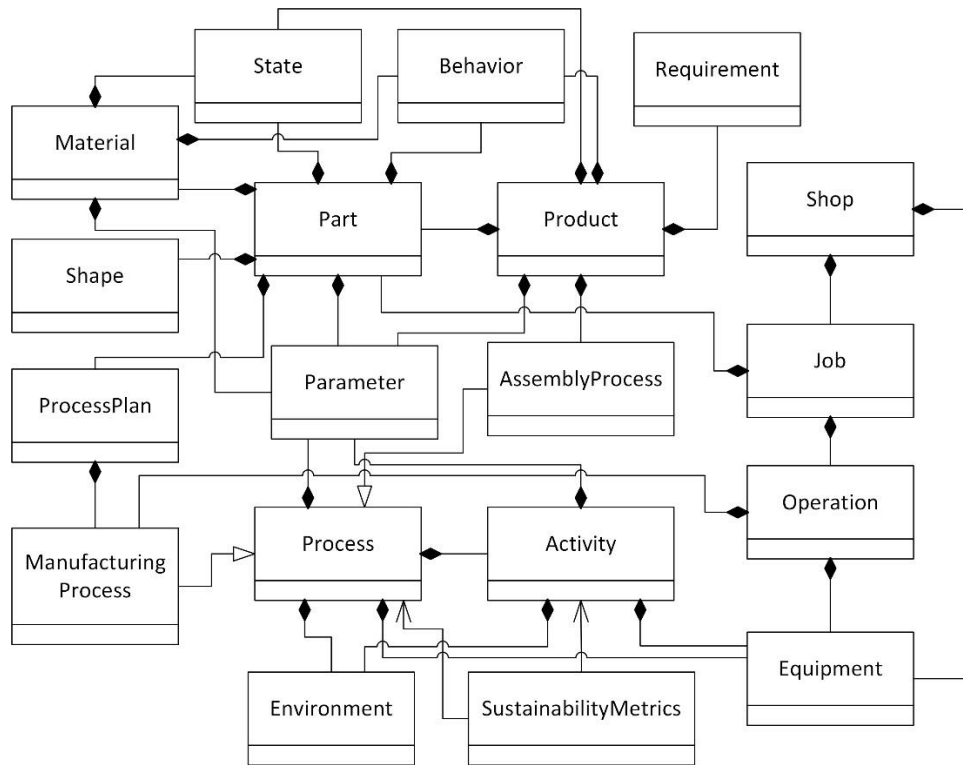 State
Behavior
Requirement
Material
Part
Product
Shop
Shape
Job
ProcessPlan
Parameter
AssemblyProcess
Operation
Manufacturing
Process
Process
Activity
Environment
SustainabilityMetrics
Equipment